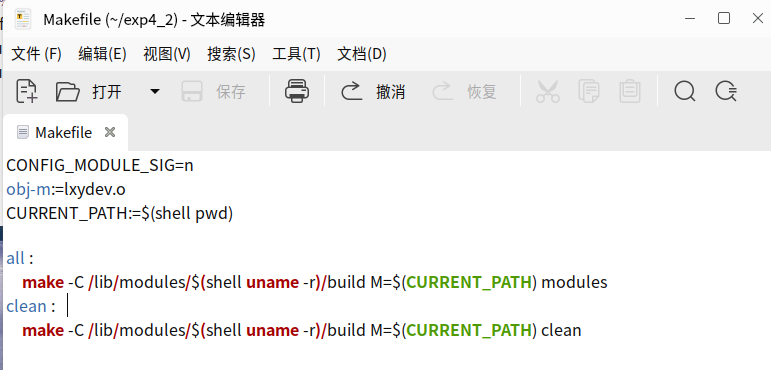 Makefile (~/exp4_2) - 文本编辑器
文件 (F) 编辑(E) 视图(V) 搜索(S) 工具(T) 文档(D)
打开 保存 撤消 恢复
Makefile
CONFIG_MODULE_SIG=n
obj-m:=lxydev.o
CURRENT_PATH:=$(shell pwd)
all :
make -C /lib/modules/$(shell uname -r)/build M=$(CURRENT_PATH) modules
clean :
make -C /lib/modules/$(shell uname -r)/build M=$(CURRENT_PATH) clean